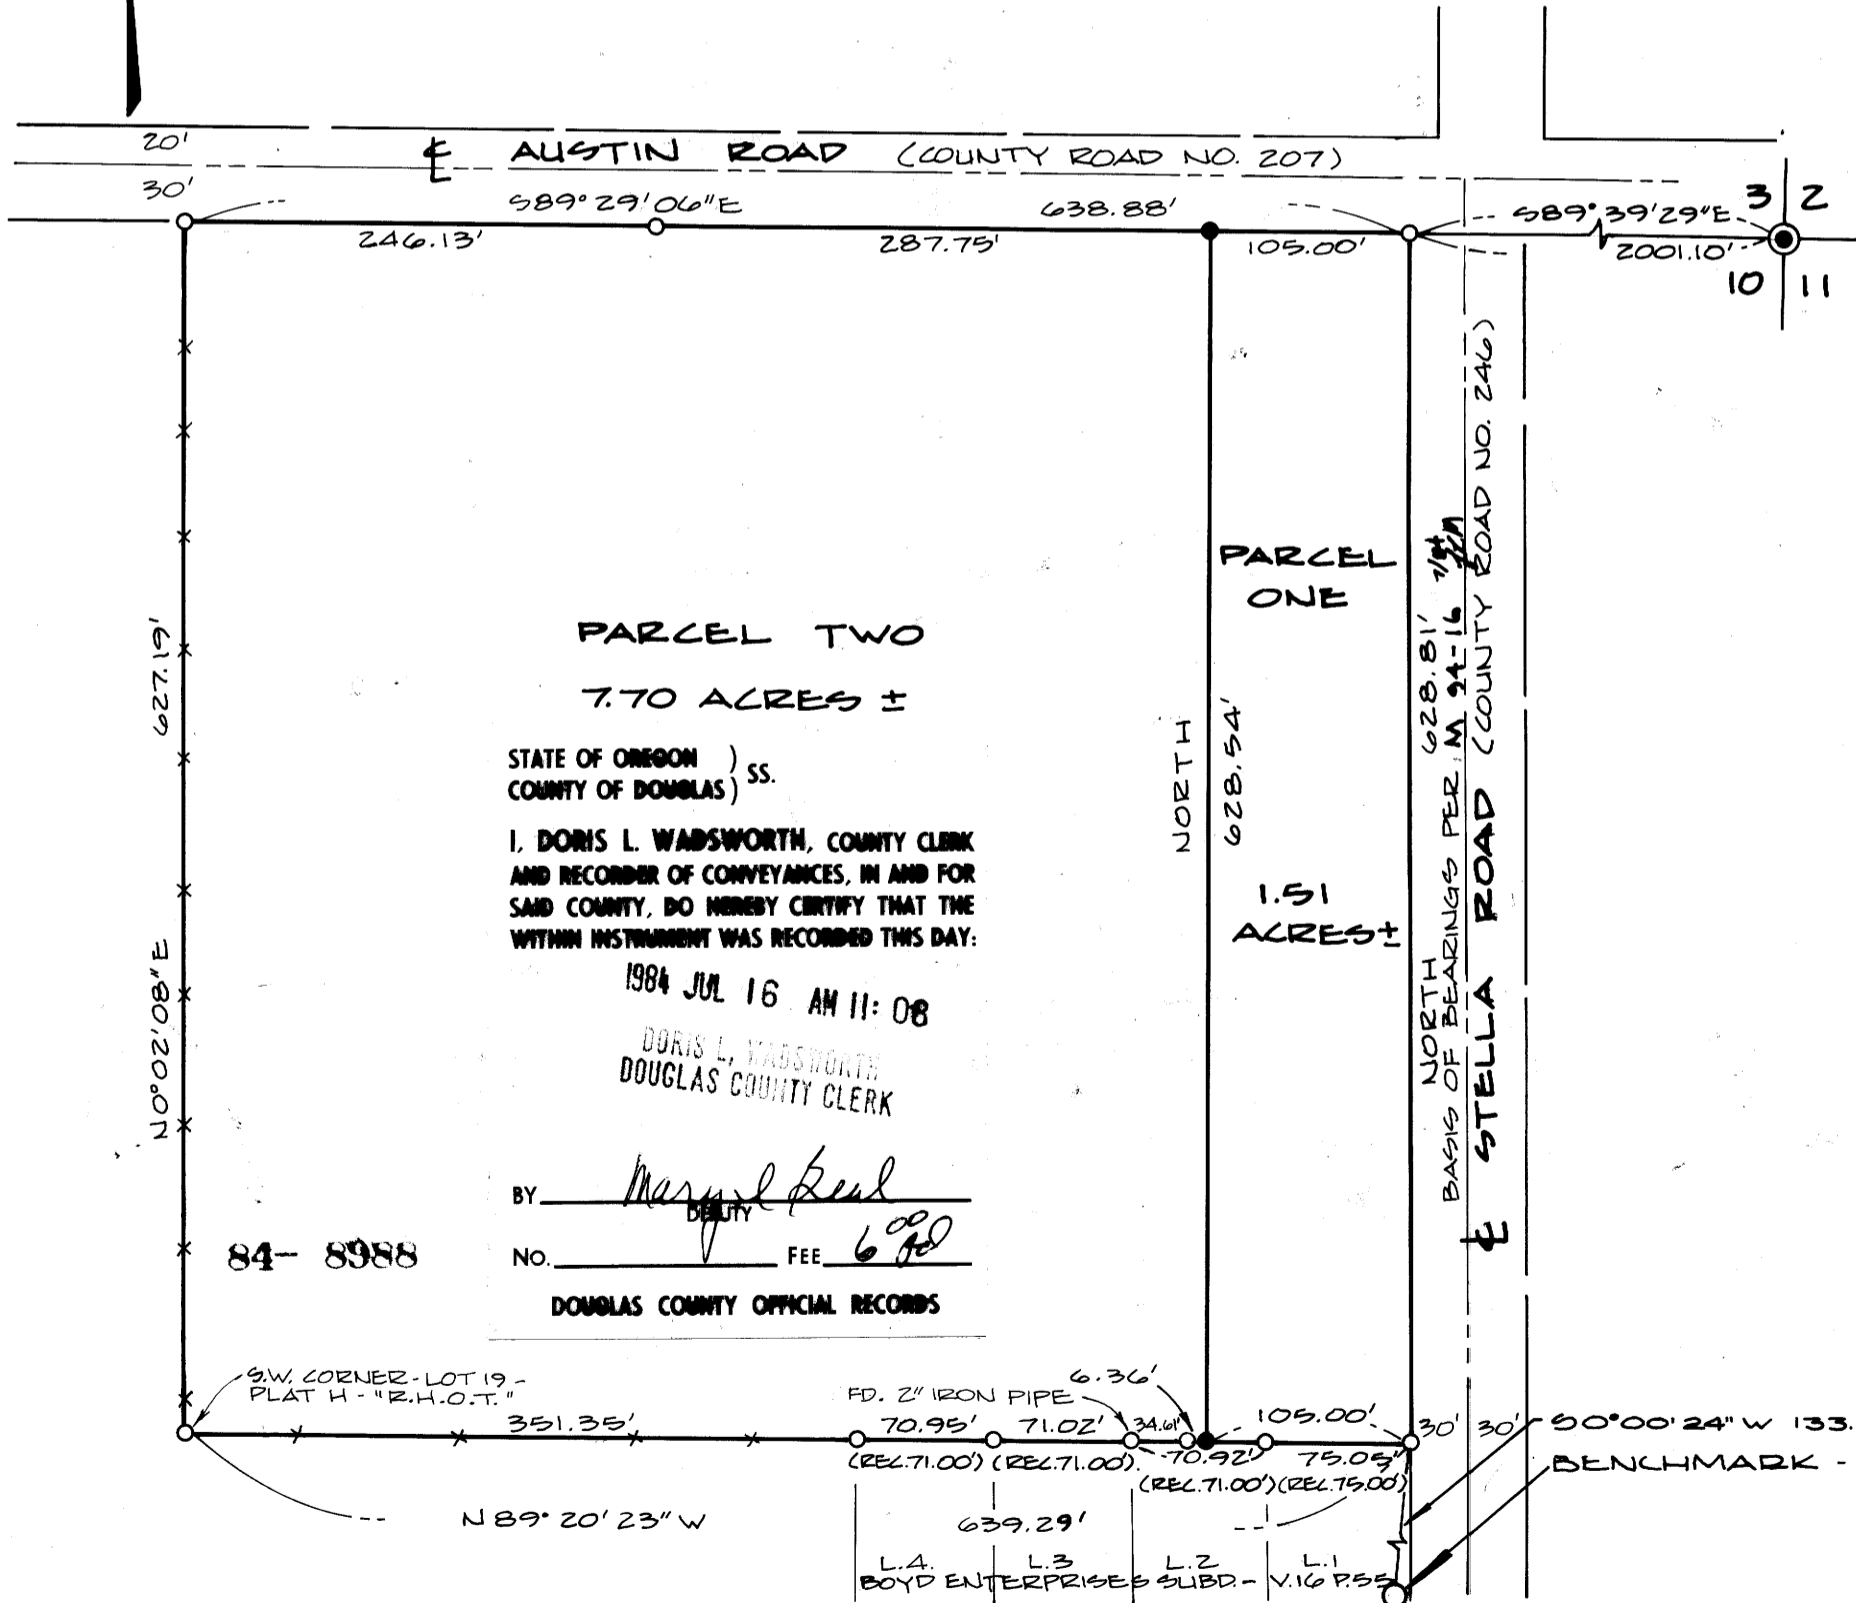 20'
℄ AUSTIN ROAD (COUNTY ROAD NO. 207)
30'
S89°29'06"E
638.88'
S89°39'29"E
3 2
246.13'
287.75'
105.00'
2001.10'
10 11
PARCEL
ONE
PARCEL TWO
7.70 ACRES ±
627.19'
N0°02'08"E
STATE OF OREGON )
COUNTY OF DOUGLAS ) SS.
I, DORIS L. WADSWORTH, COUNTY CLERK
AND RECORDER OF CONVEYANCES, IN AND FOR
SAID COUNTY, DO HEREBY CERTIFY THAT THE
WITHIN INSTRUMENT WAS RECORDED THIS DAY:
1984 JUL 16 AM 11:08
DORIS L. WADSWORTH
DOUGLAS COUNTY CLERK
BY
DEPUTY
NO. FEE 6 00
84- 8988
DOUGLAS COUNTY OFFICIAL RECORDS
NORTH
628.54'
1.51
ACRES±
NORTH 628.81'
BASIS OF BEARINGS PER M 94-16
℄ STELLA ROAD (COUNTY ROAD NO. 246)
S.W. CORNER-LOT 19-
PLAT H-"R.H.O.T."
FD. 2" IRON PIPE
6.36'
351.35'
70.95' 71.02' 34.61' 105.00' 30' 30'
S0°00'24"W 133.
(REC.71.00') (REC.71.00') 70.92' 75.05'
(REC.71.00') (REC.75.00')
BENCHMARK -
N89°20'23"W
639.29'
L.4. L.3 L.2 L.1
BOYD ENTERPRISES SUBD.- V.16 P.55